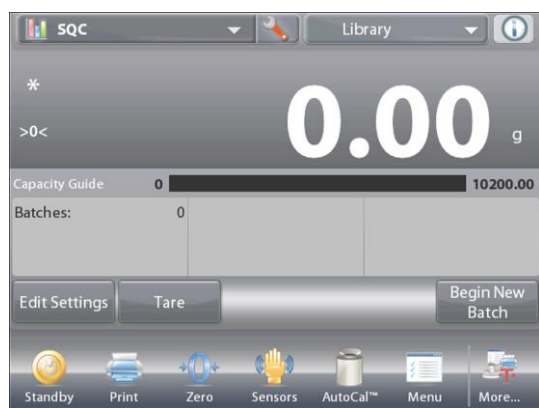 SQC
Library
*
>0<
0.00 g
Capacity Guide 0 10200.00
Batches: 0
Edit Settings
Tare
Begin New
Batch
Standby
Print
Zero
Sensors
AutoCal™
Menu
More...